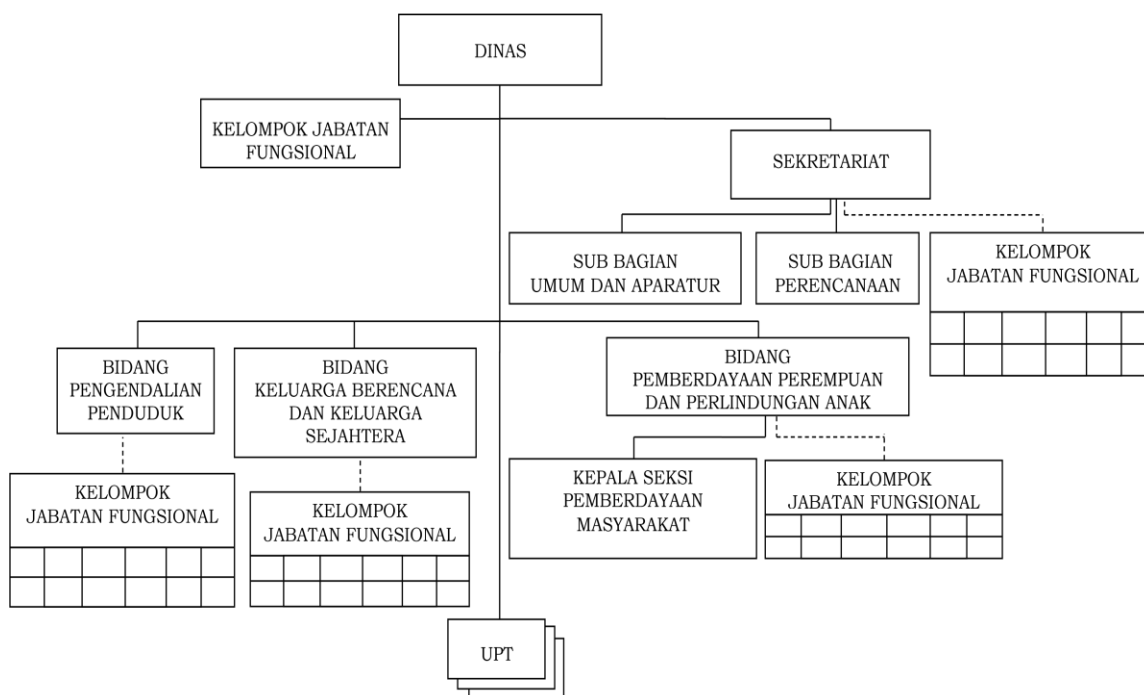 DINAS
KELOMPOK JABATAN
FUNGSIONAL
SEKRETARIAT
SUB BAGIAN
UMUM DAN APARATUR
SUB BAGIAN
PERENCANAAN
KELOMPOK
JABATAN FUNGSIONAL
BIDANG
PENGENDALIAN
PENDUDUK
BIDANG
KELUARGA BERENCANA
DAN KELUARGA
SEJAHTERA
BIDANG
PEMBERDAYAAN PEREMPUAN
DAN PERLINDUNGAN ANAK
KELOMPOK
JABATAN FUNGSIONAL
KELOMPOK
JABATAN FUNGSIONAL
KEPALA SEKSI
PEMBERDAYAAN
MASYARAKAT
KELOMPOK
JABATAN FUNGSIONAL
UPT